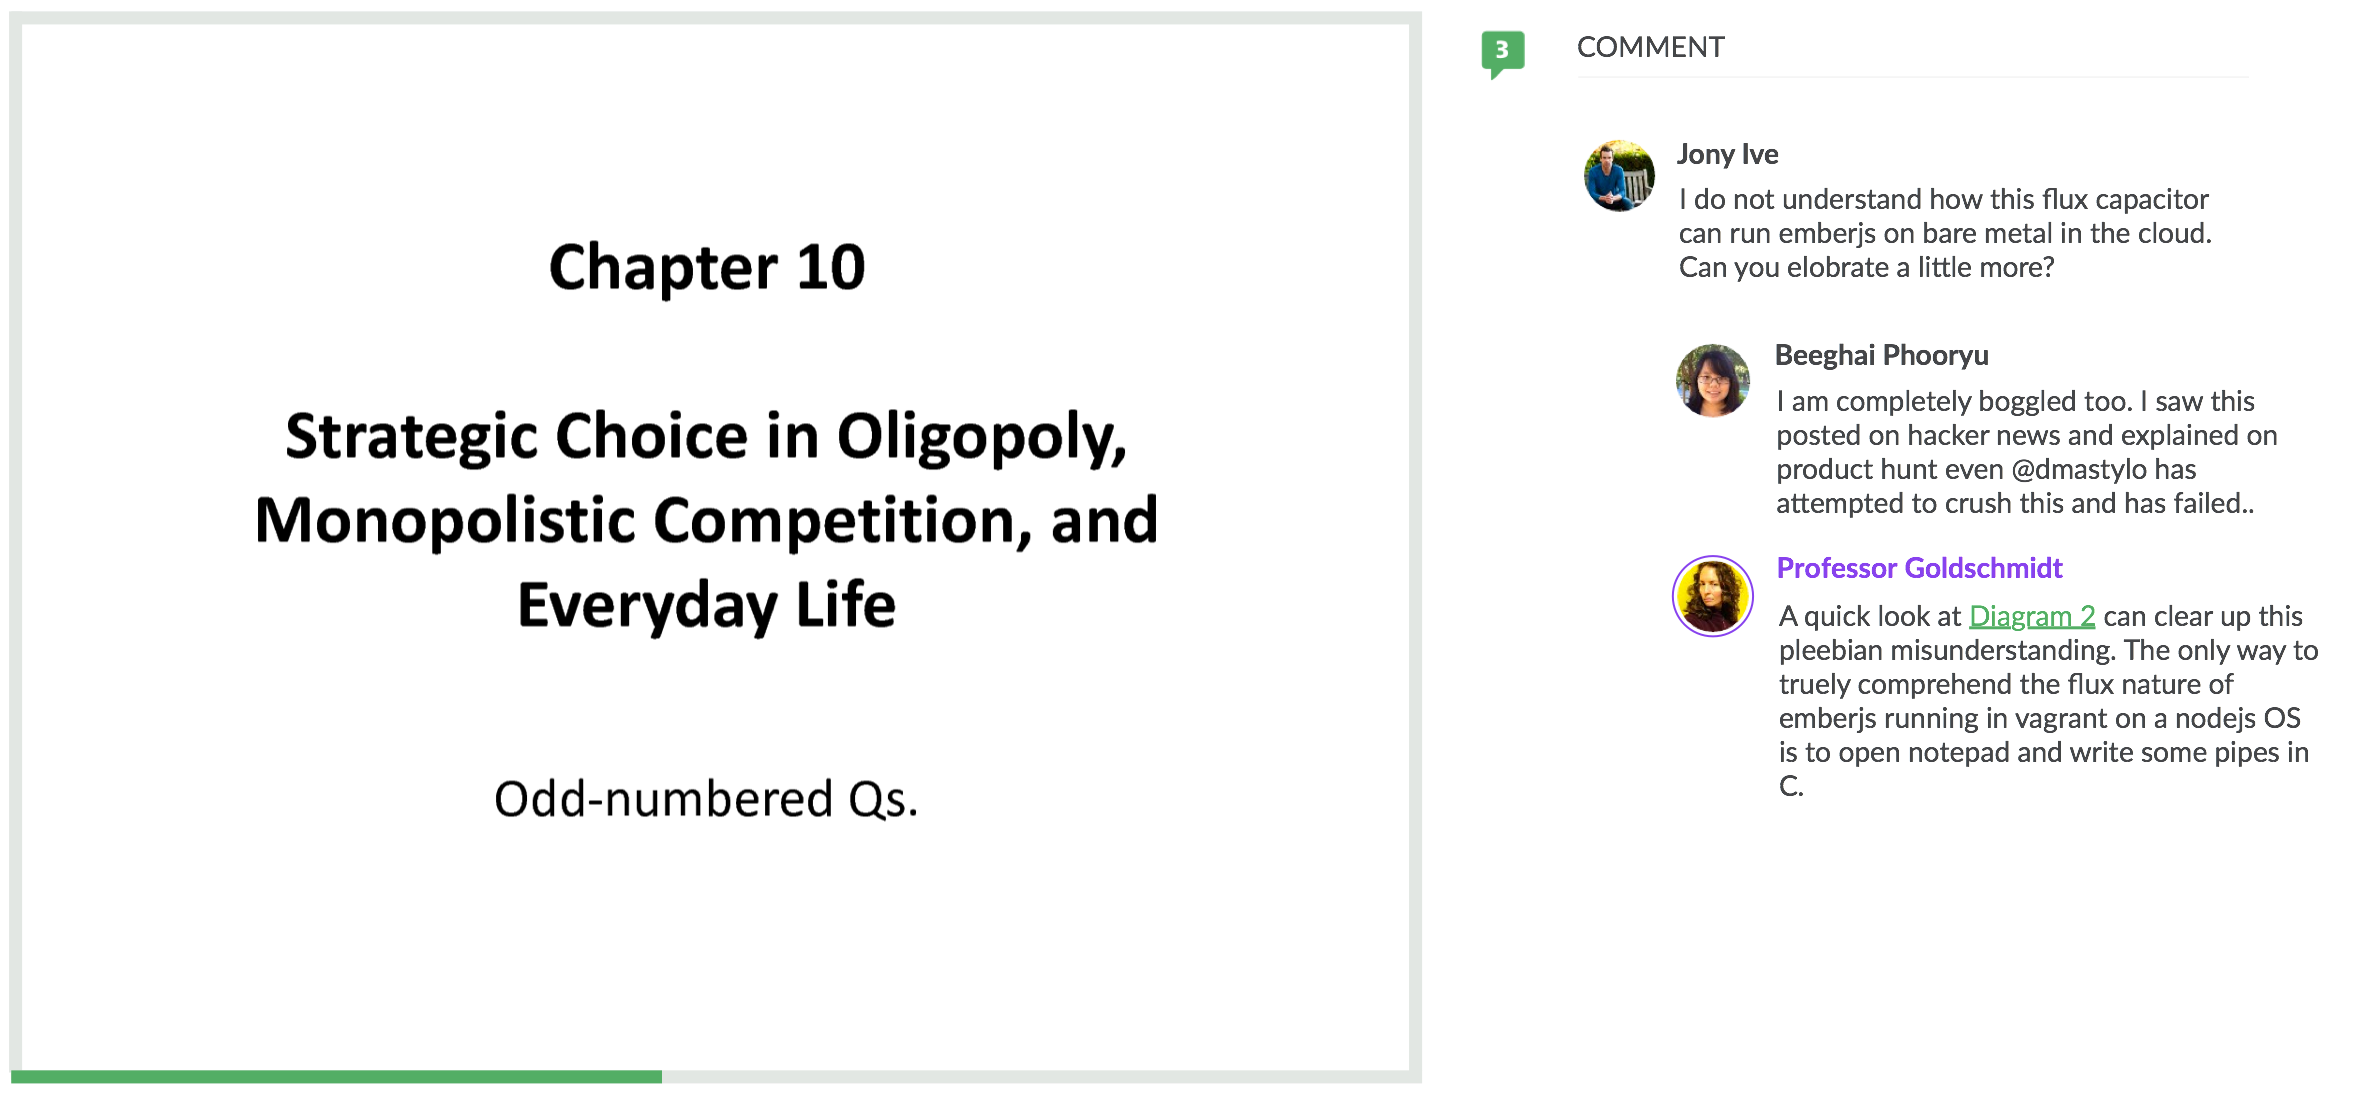 Chapter 10
Strategic Choice in Oligopoly,
Monopolistic Competition, and
Everyday Life
Odd-numbered Qs.
3
COMMENT
Jony Ive
I do not understand how this flux capacitor
can run emberjs on bare metal in the cloud.
Can you elobrate a little more?
Beeghai Phooryu
I am completely boggled too. I saw this
posted on hacker news and explained on
product hunt even @dmastylo has
attempted to crush this and has failed..
Professor Goldschmidt
A quick look at Diagram 2 can clear up this
pleebian misunderstanding. The only way to
truely comprehend the flux nature of
emberjs running in vagrant on a nodejs OS
is to open notepad and write some pipes in
C.